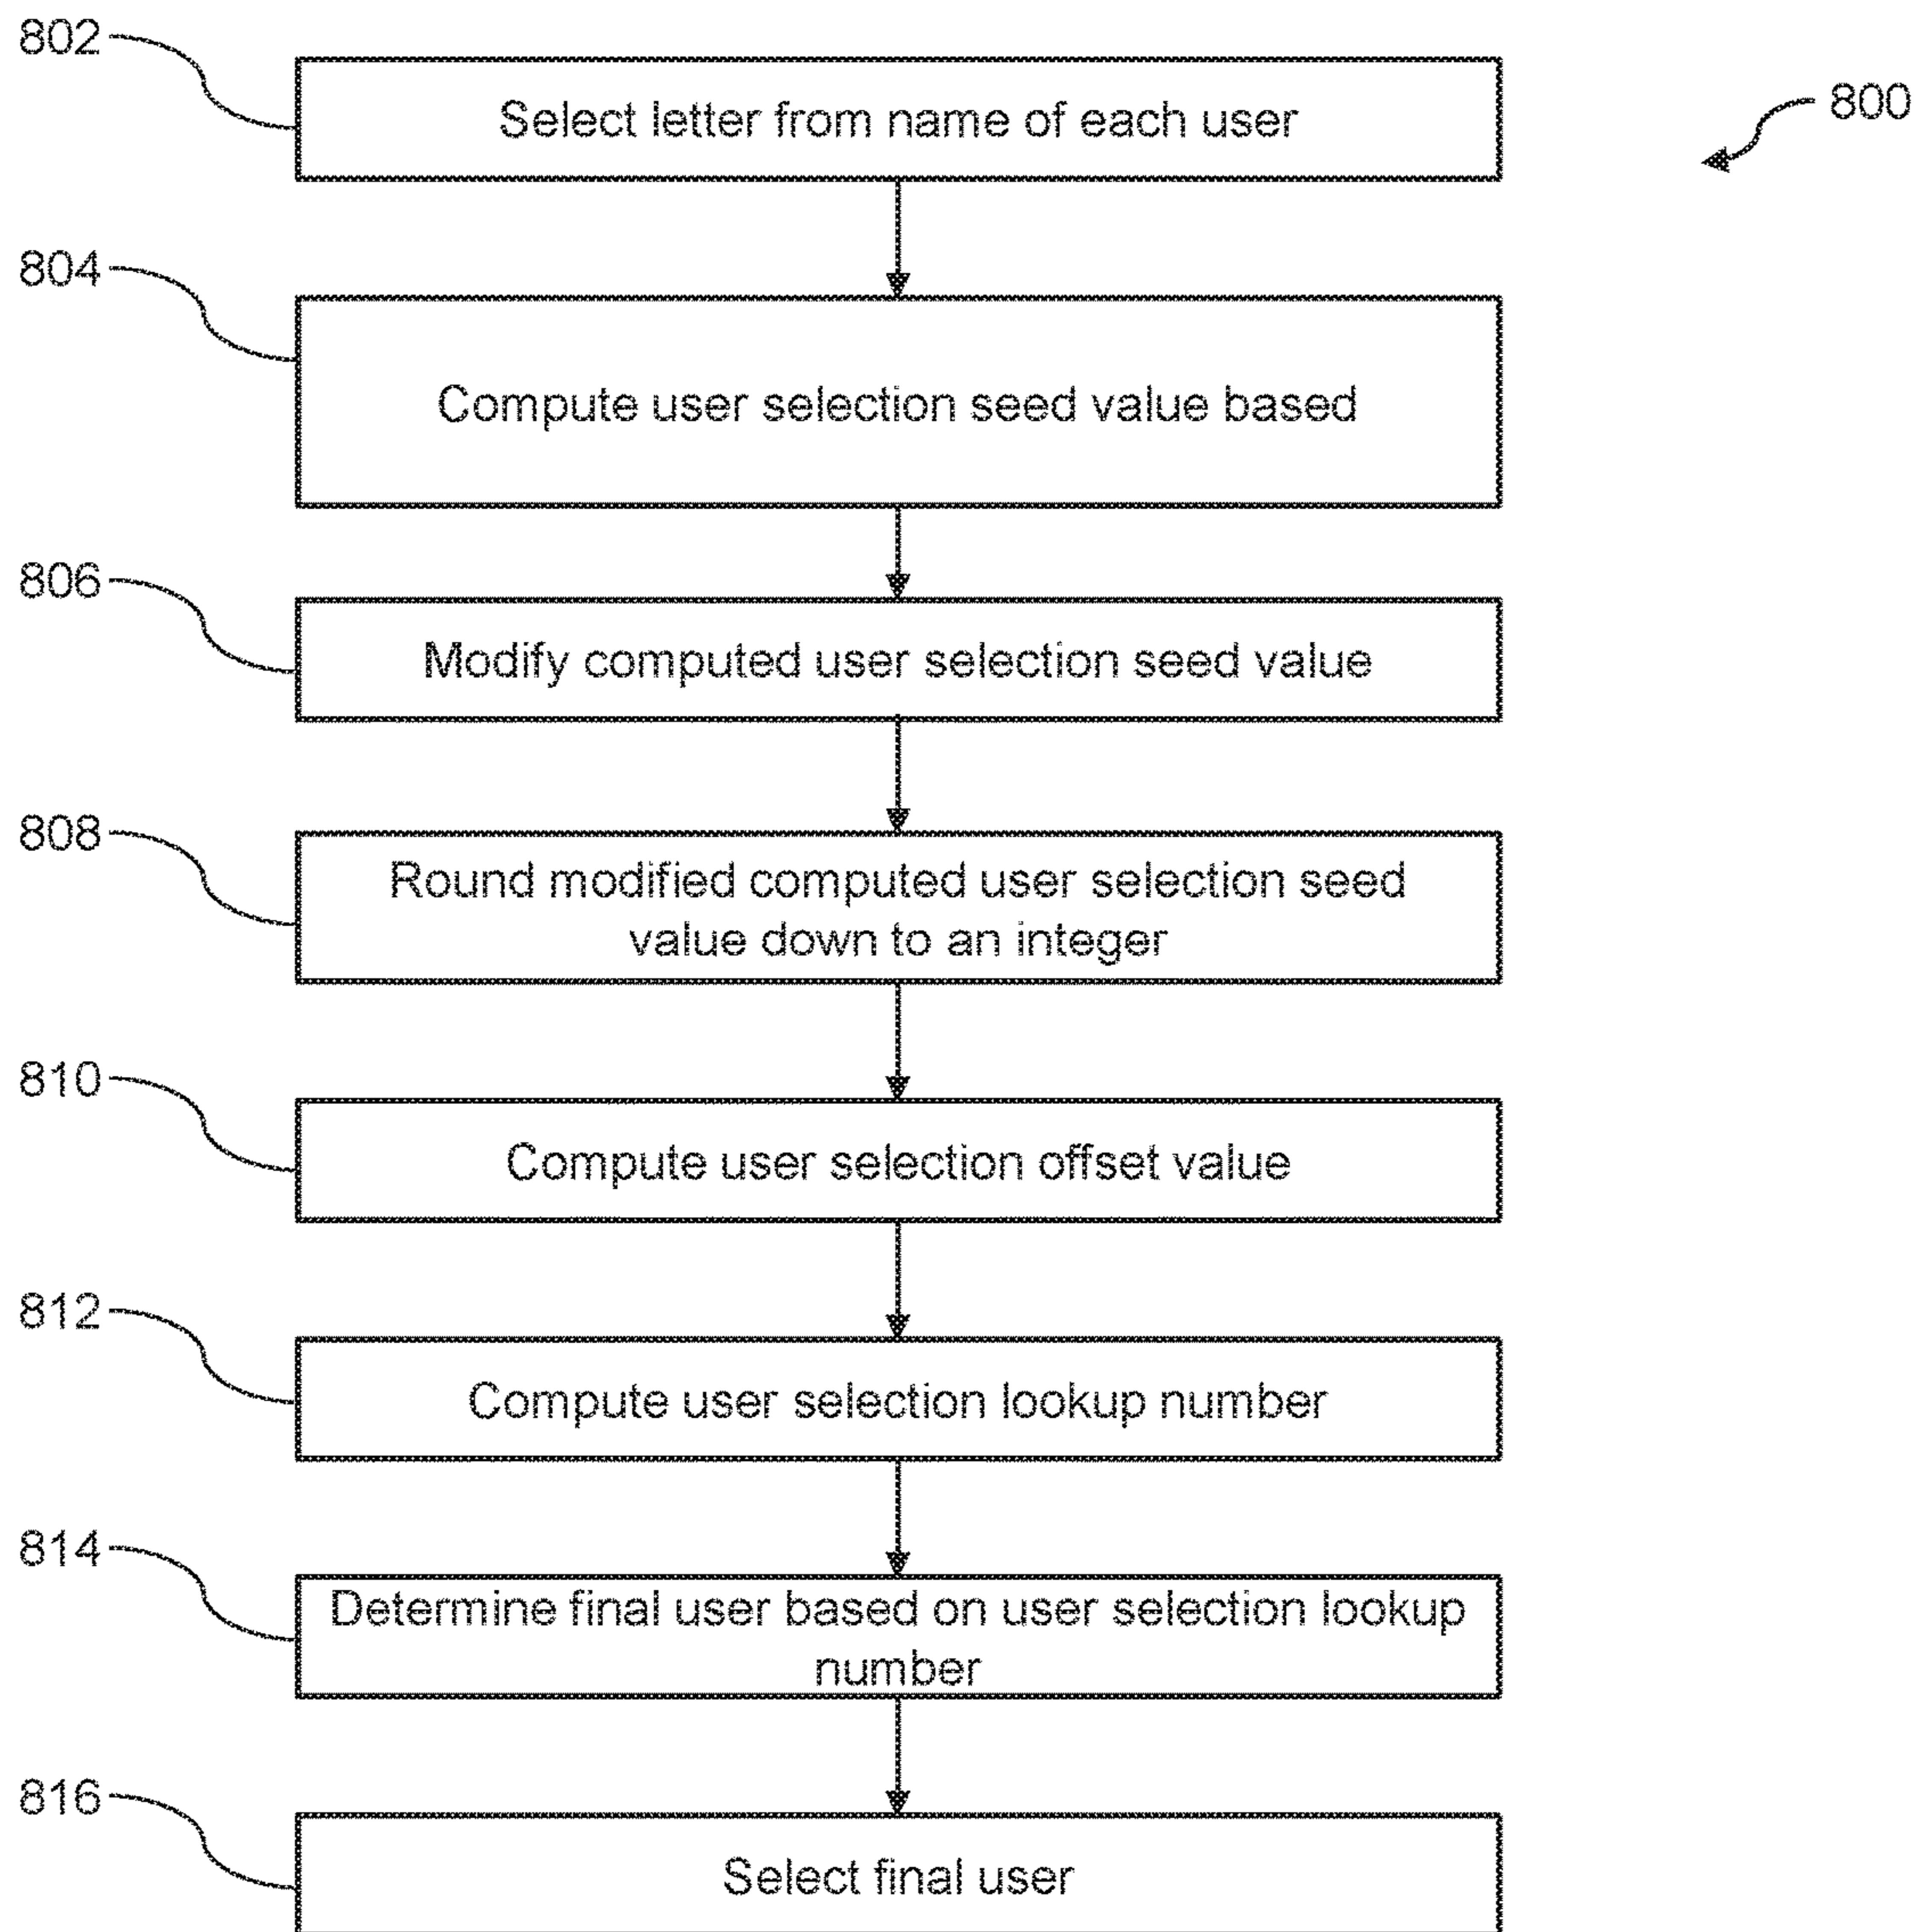 802
Select letter from name of each user
800
804
Compute user selection seed value based
806
Modify computed user selection seed value
808
Round modified computed user selection seed
value down to an integer
810
Compute user selection offset value
812
Compute user selection lookup number
814
Determine final user based on user selection lookup
number
816
Select final user